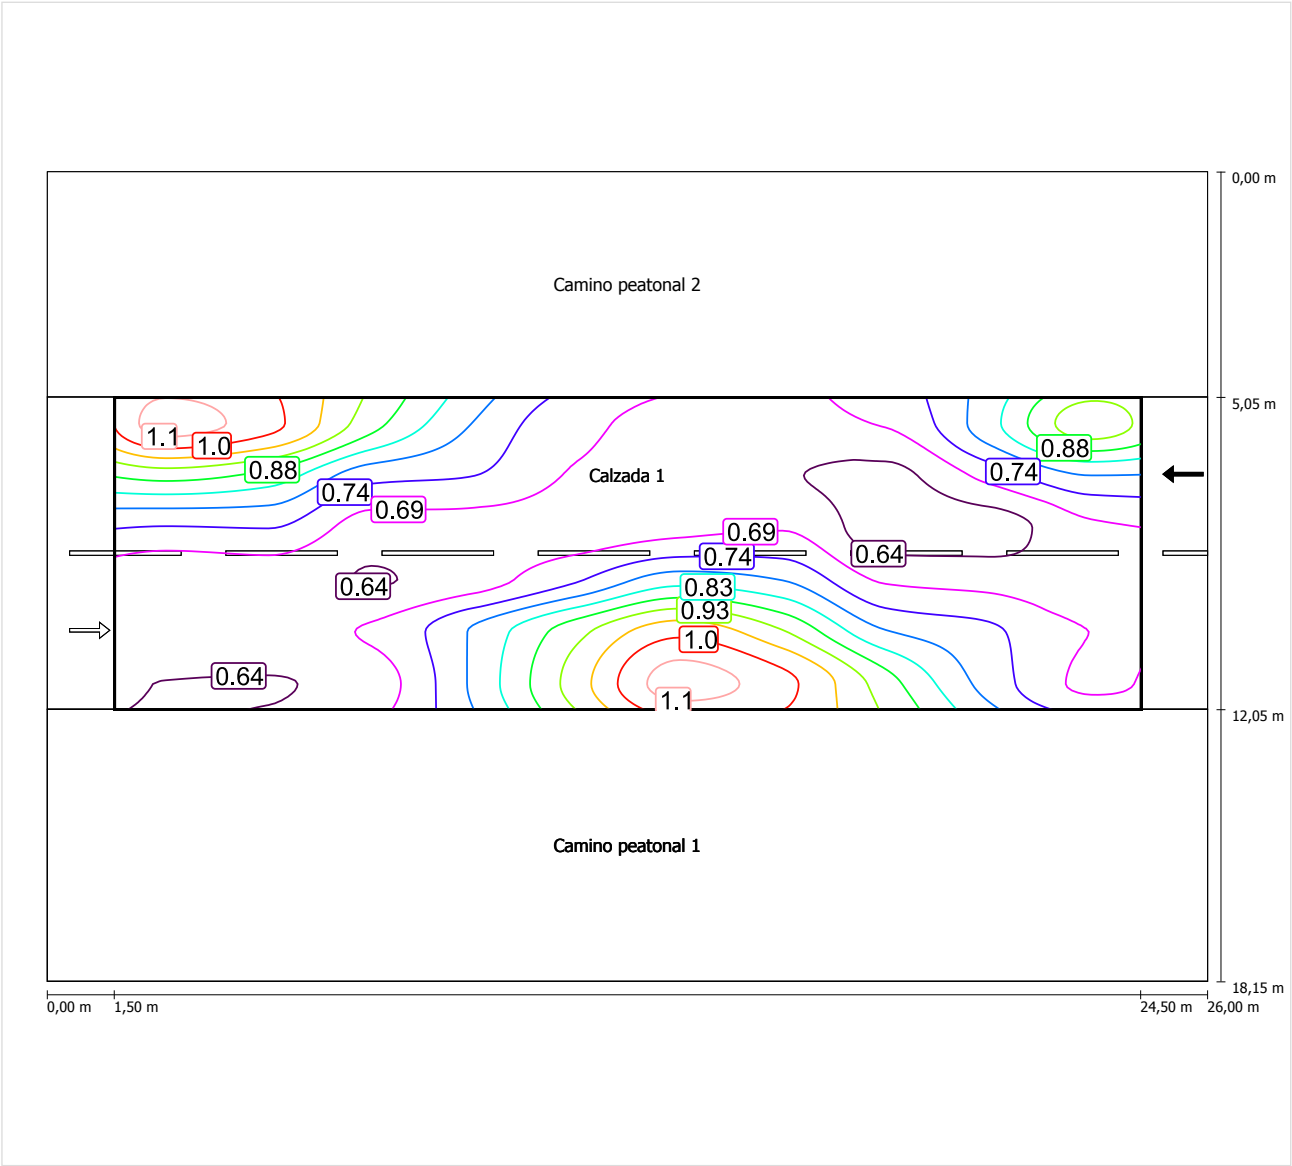 0,00 m
Camino peatonal 2
5,05 m
1.1
1.0
0.88
0.88
Calzada 1
0.74
0.74
0.69
0.69
0.74
0.64
0.64
0.83
0.93
1.0
0.64
1.1
12,05 m
Camino peatonal 1
18,15 m
0,00 m
1,50 m
24,50 m
26,00 m